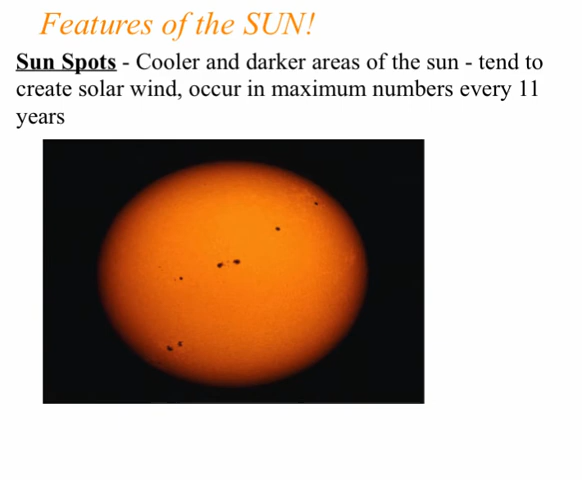 Features of the SUN!
Sun Spots - Cooler and darker areas of the sun - tend to
create solar wind, occur in maximum numbers every 11
years